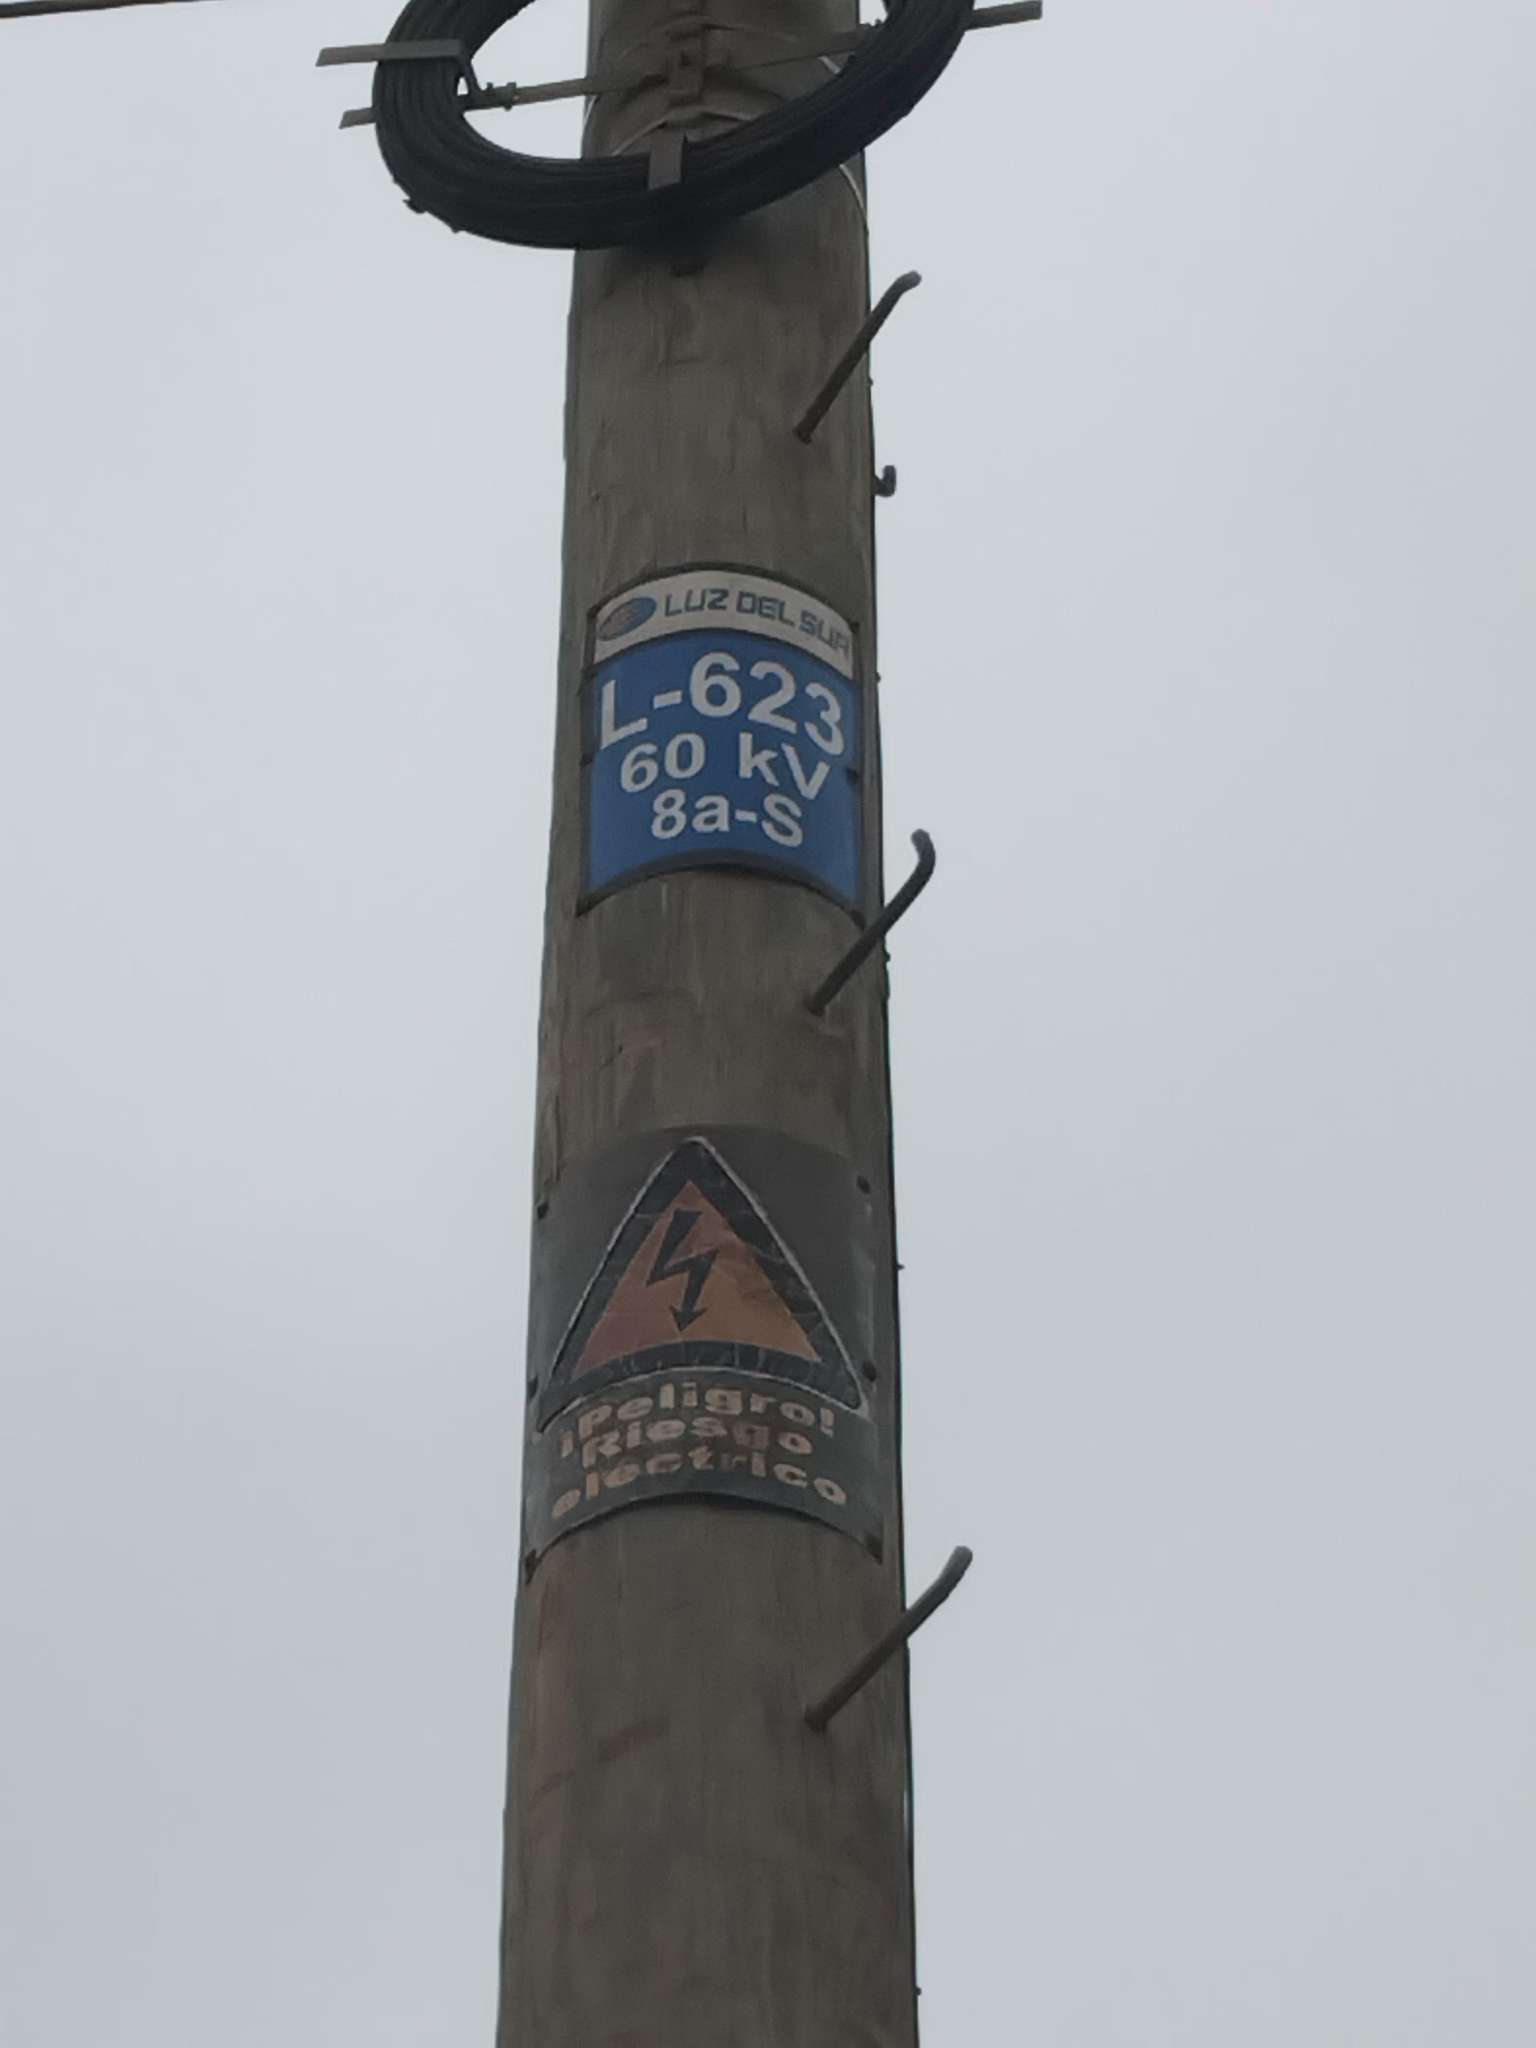 LUZ DEL SUR
L-623
60 kV
8a-S
¡Peligro!
Riesgo
eléctrico